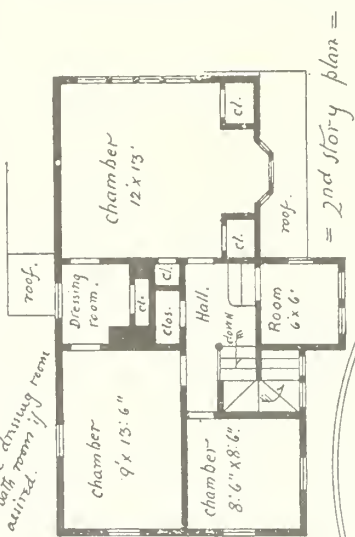 dressing room
bath room if
desired.
roof.
chamber
12 x 13'
Dressing
room.
cl.
cl.
clos.
cl.
cl.
Hall.
down
roof.
Room
6' x 6'
chamber
9' x 13:6"
chamber
8:6" x 8:6"
= 2nd story plan =